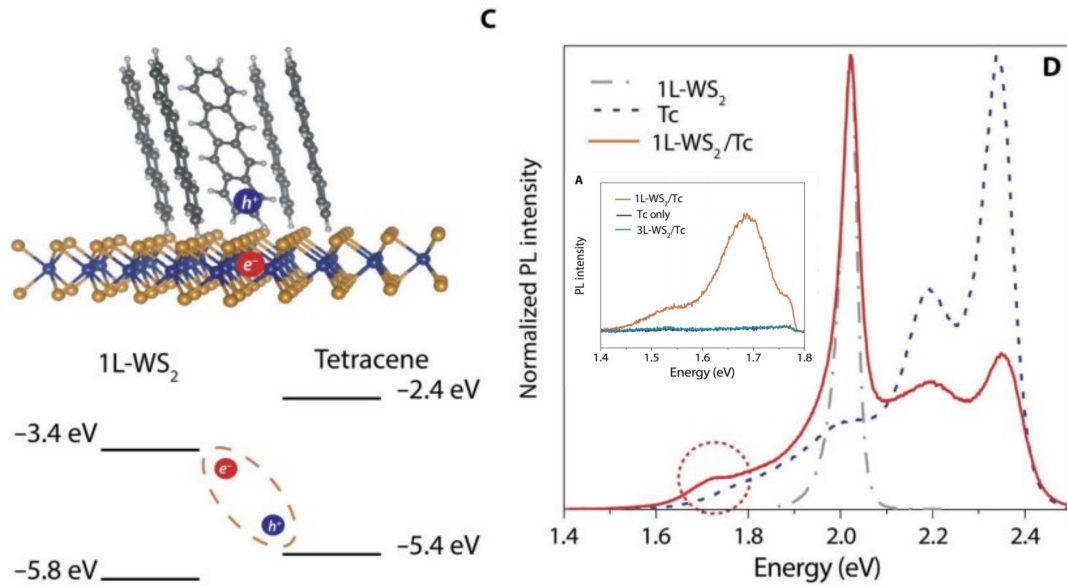 C
h⁺
e⁻
1L-WS₂
Tetracene
–2.4 eV
–3.4 eV
e⁻
h⁺
–5.4 eV
–5.8 eV
D
1L-WS₂
Tc
1L-WS₂/Tc
Normalized PL intensity
A
1L-WS₂/Tc
Tc only
3L-WS₂/Tc
PL intensity
1.4 1.5 1.6 1.7 1.8
Energy (eV)
1.4 1.6 1.8 2.0 2.2 2.4
Energy (eV)